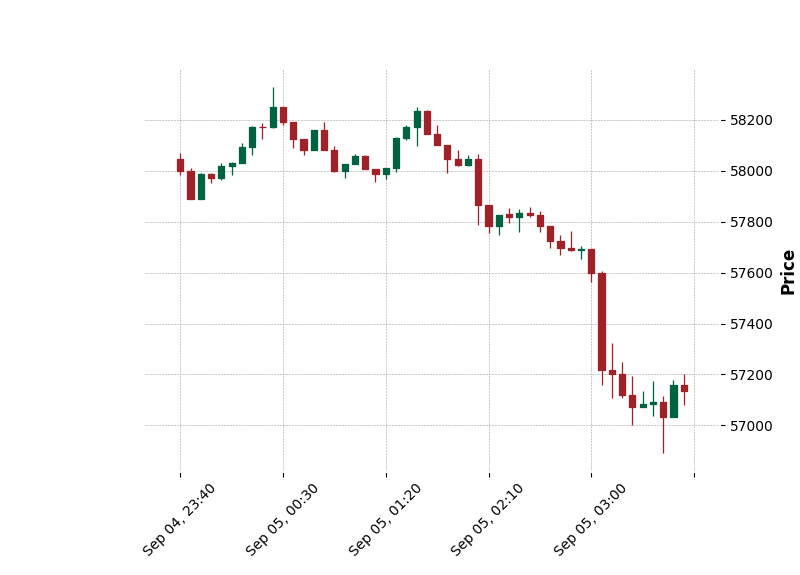 58200
58000
57800
57600
57400
57200
57000
Price
Sep 04, 23:40
Sep 05, 00:30
Sep 05, 01:20
Sep 05, 02:10
Sep 05, 03:00